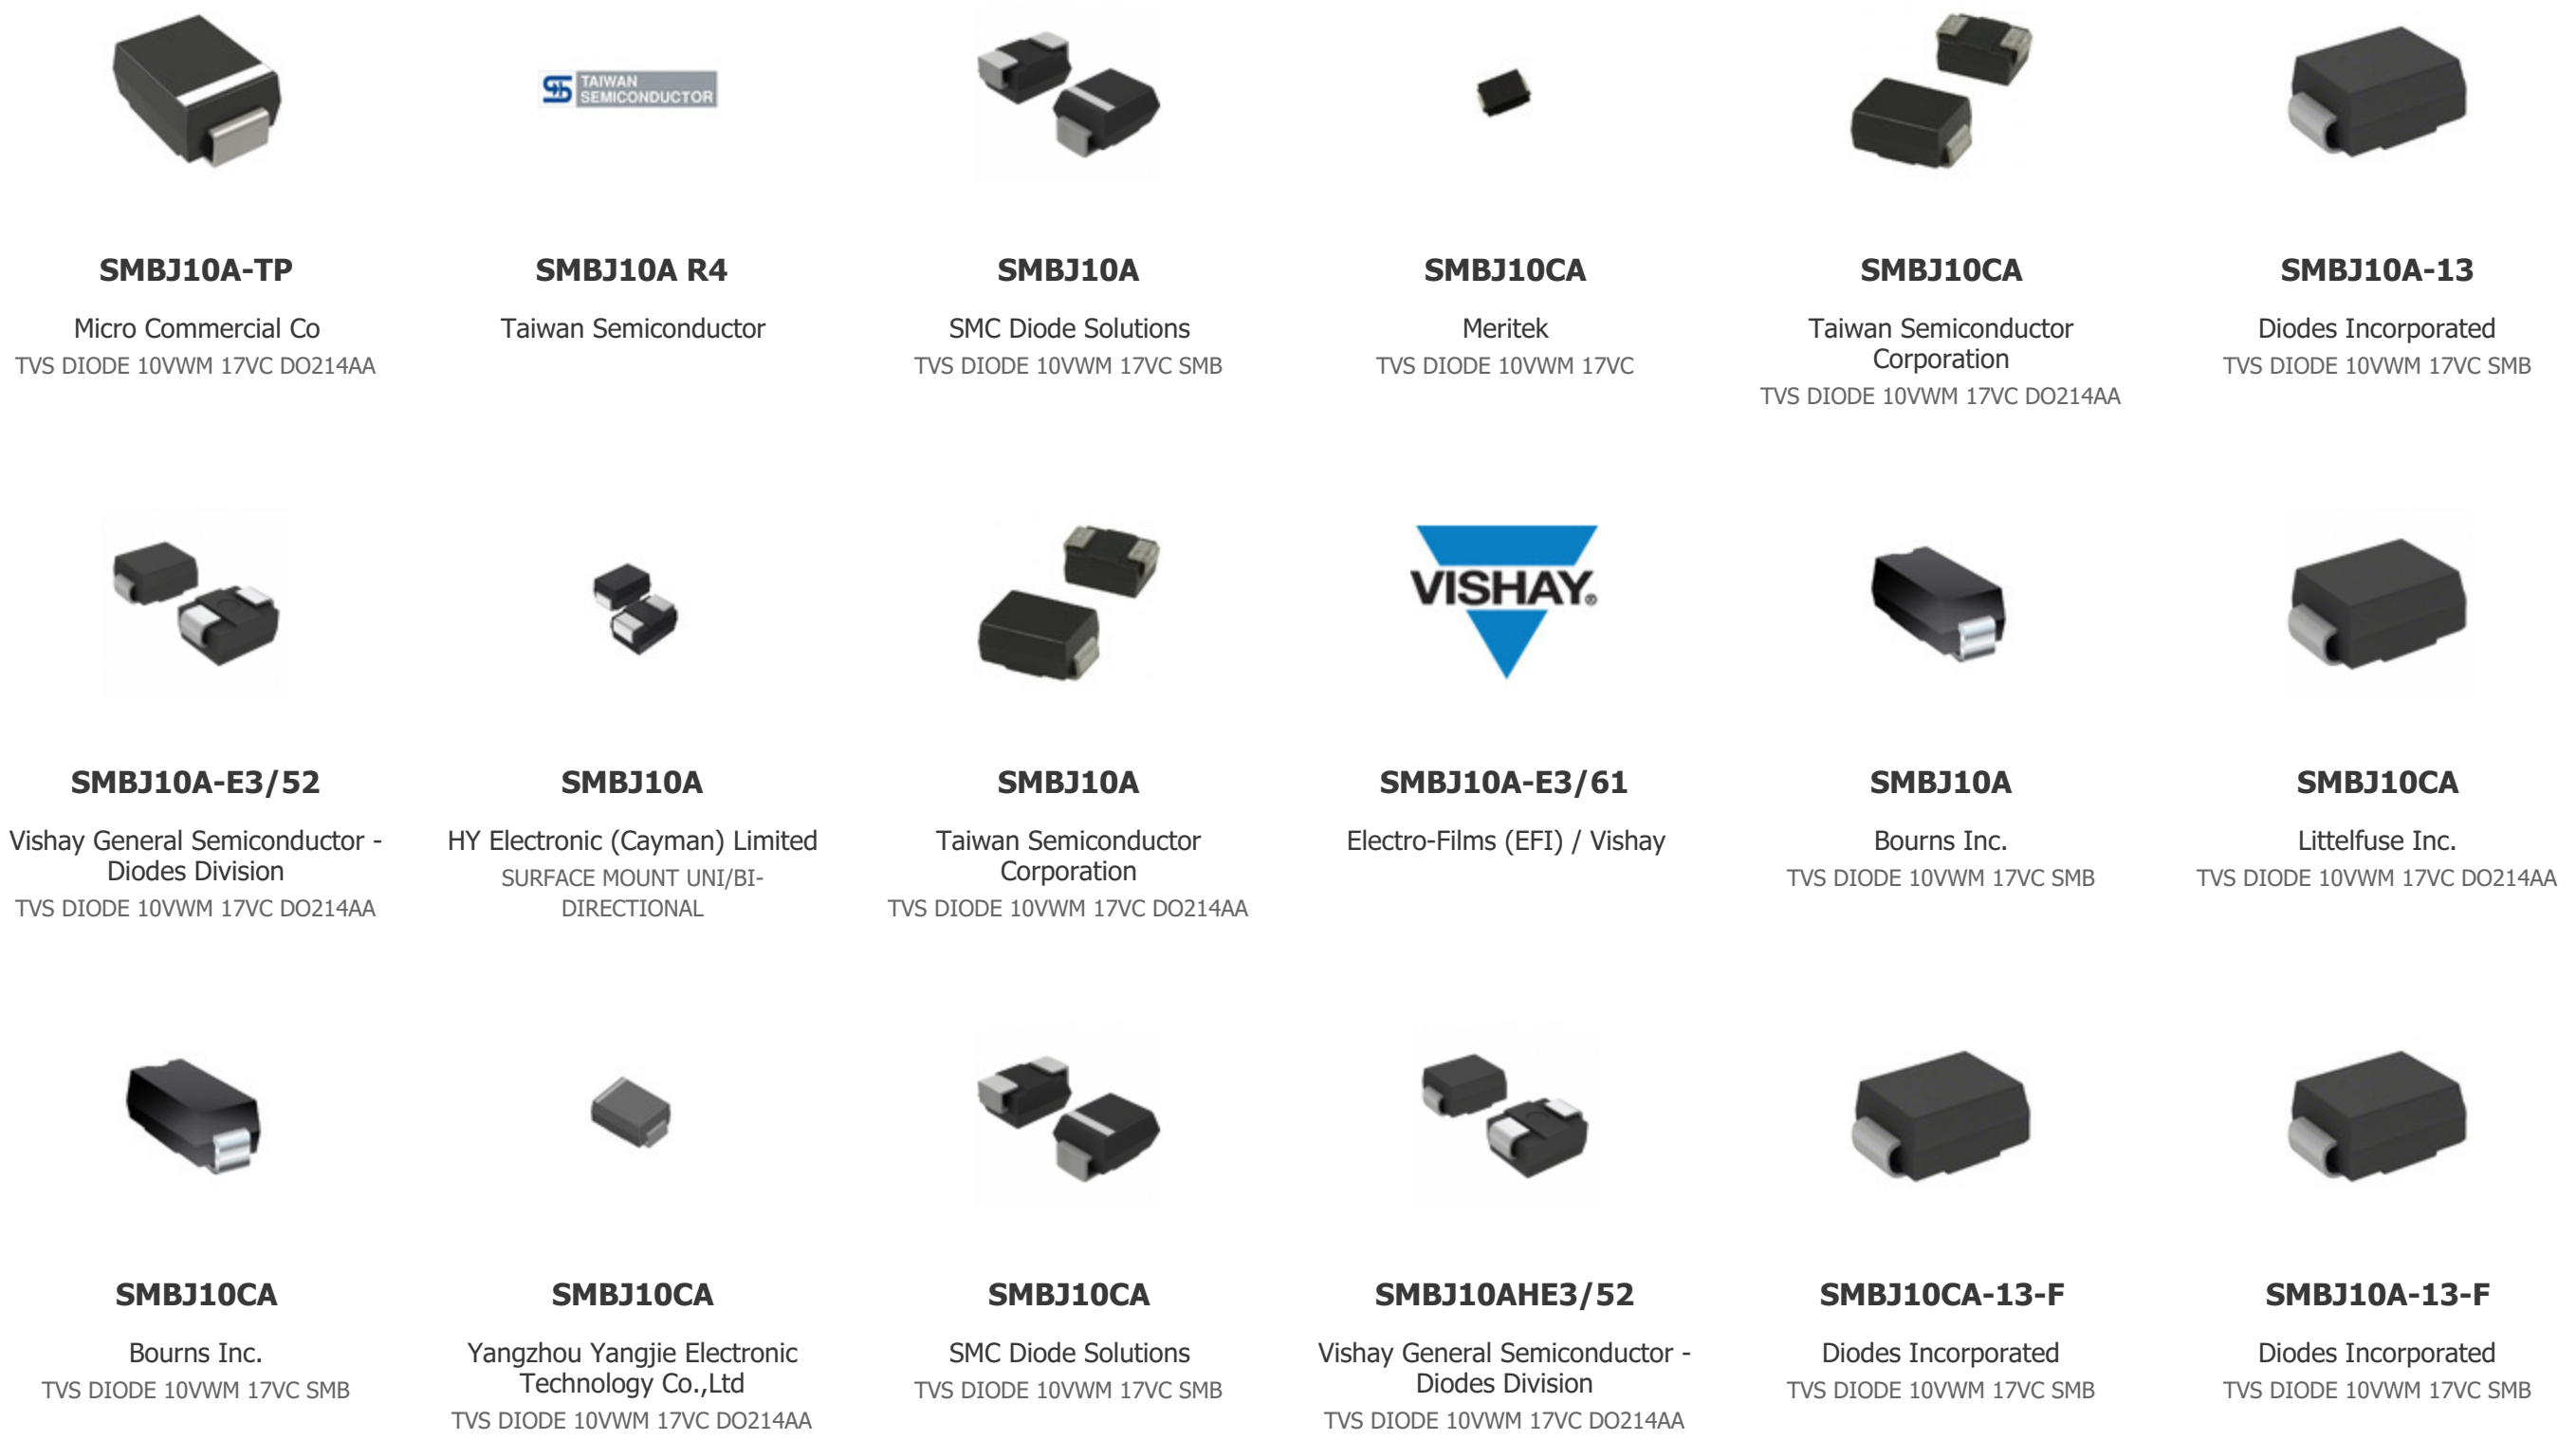 TAIWAN
SEMICONDUCTOR
SMBJ10A-TP
Micro Commercial Co
TVS DIODE 10VWM 17VC DO214AA
SMBJ10A R4
Taiwan Semiconductor
SMBJ10A
SMC Diode Solutions
TVS DIODE 10VWM 17VC SMB
SMBJ10CA
Meritek
TVS DIODE 10VWM 17VC
SMBJ10CA
Taiwan Semiconductor
Corporation
TVS DIODE 10VWM 17VC DO214AA
SMBJ10A-13
Diodes Incorporated
TVS DIODE 10VWM 17VC SMB
SMBJ10A-E3/52
Vishay General Semiconductor -
Diodes Division
TVS DIODE 10VWM 17VC DO214AA
SMBJ10A
HY Electronic (Cayman) Limited
SURFACE MOUNT UNI/BI-
DIRECTIONAL
SMBJ10A
Taiwan Semiconductor
Corporation
TVS DIODE 10VWM 17VC DO214AA
VISHAY®
SMBJ10A-E3/61
Electro-Films (EFI) / Vishay
SMBJ10A
Bourns Inc.
TVS DIODE 10VWM 17VC SMB
SMBJ10CA
Littelfuse Inc.
TVS DIODE 10VWM 17VC DO214AA
SMBJ10CA
Bourns Inc.
TVS DIODE 10VWM 17VC SMB
SMBJ10CA
Yangzhou Yangjie Electronic
Technology Co.,Ltd
TVS DIODE 10VWM 17VC DO214AA
SMBJ10CA
SMC Diode Solutions
TVS DIODE 10VWM 17VC SMB
SMBJ10AHE3/52
Vishay General Semiconductor -
Diodes Division
TVS DIODE 10VWM 17VC DO214AA
SMBJ10CA-13-F
Diodes Incorporated
TVS DIODE 10VWM 17VC SMB
SMBJ10A-13-F
Diodes Incorporated
TVS DIODE 10VWM 17VC SMB